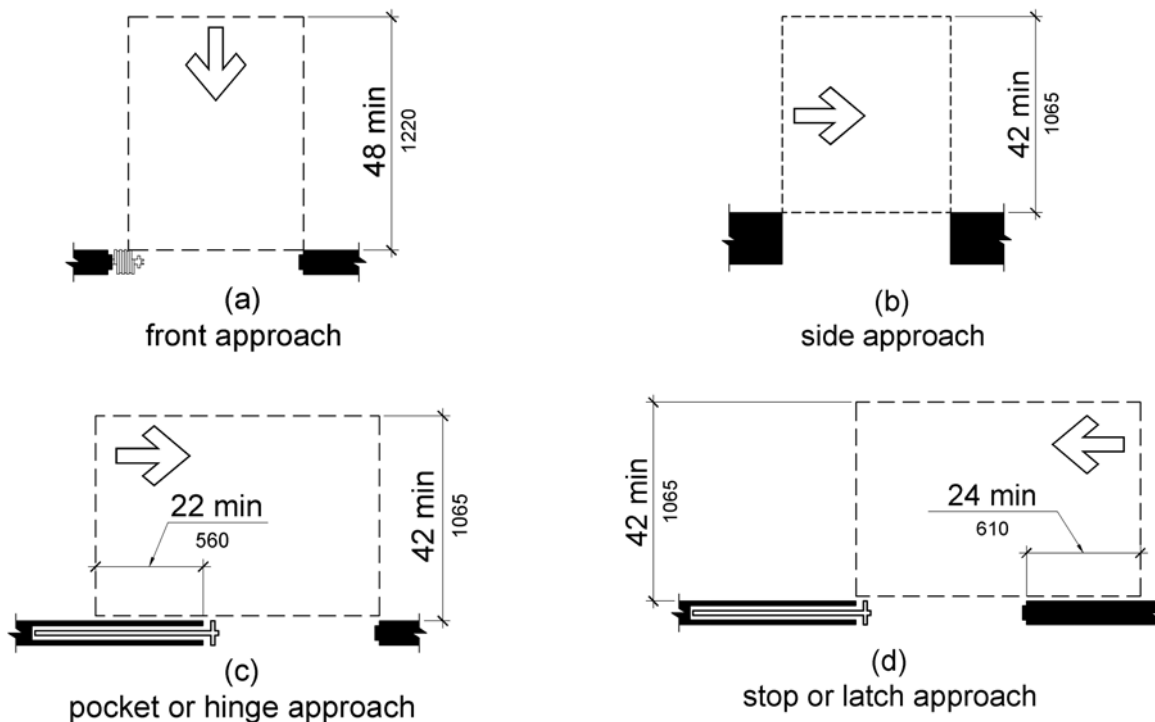 48 min
1220
(a)
front approach
42 min
1065
(b)
side approach
22 min
560
42 min
1065
(c)
pocket or hinge approach
42 min
1065
24 min
610
(d)
stop or latch approach